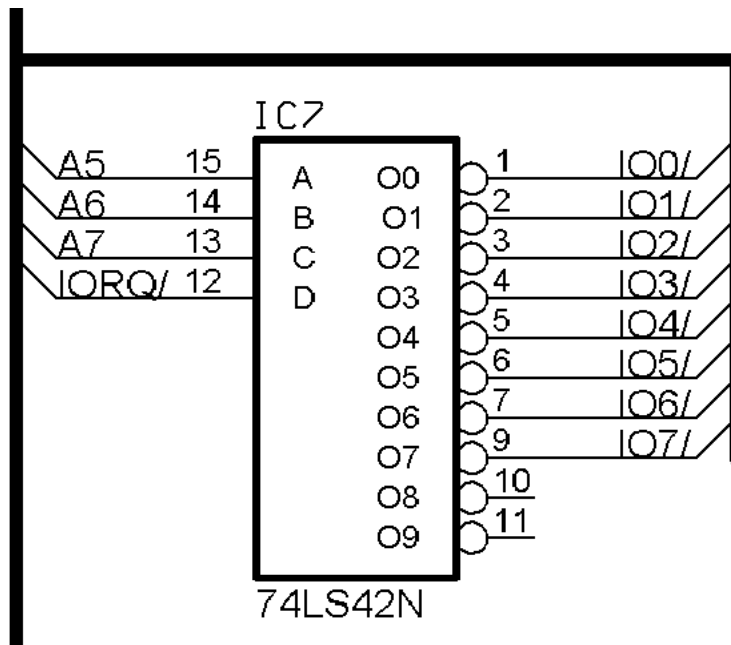 IC7
A5 15 A O0 1 IO0/
A6 14 B O1 2 IO1/
A7 13 C O2 3 IO2/
IORQ/ 12 D O3 4 IO3/
O4 5 IO4/
O5 6 IO5/
O6 7 IO6/
O7 9 IO7/
O8 10
O9 11
74LS42N